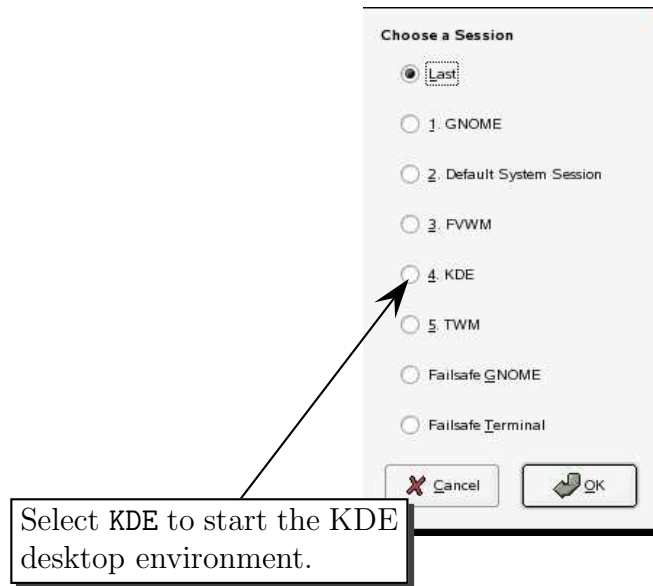 Choose a Session
Last
1. GNOME
2. Default System Session
3. FVWM
4. KDE
5. TWM
Failsafe GNOME
Failsafe Terminal
Cancel
OK
Select KDE to start the KDE
desktop environment.